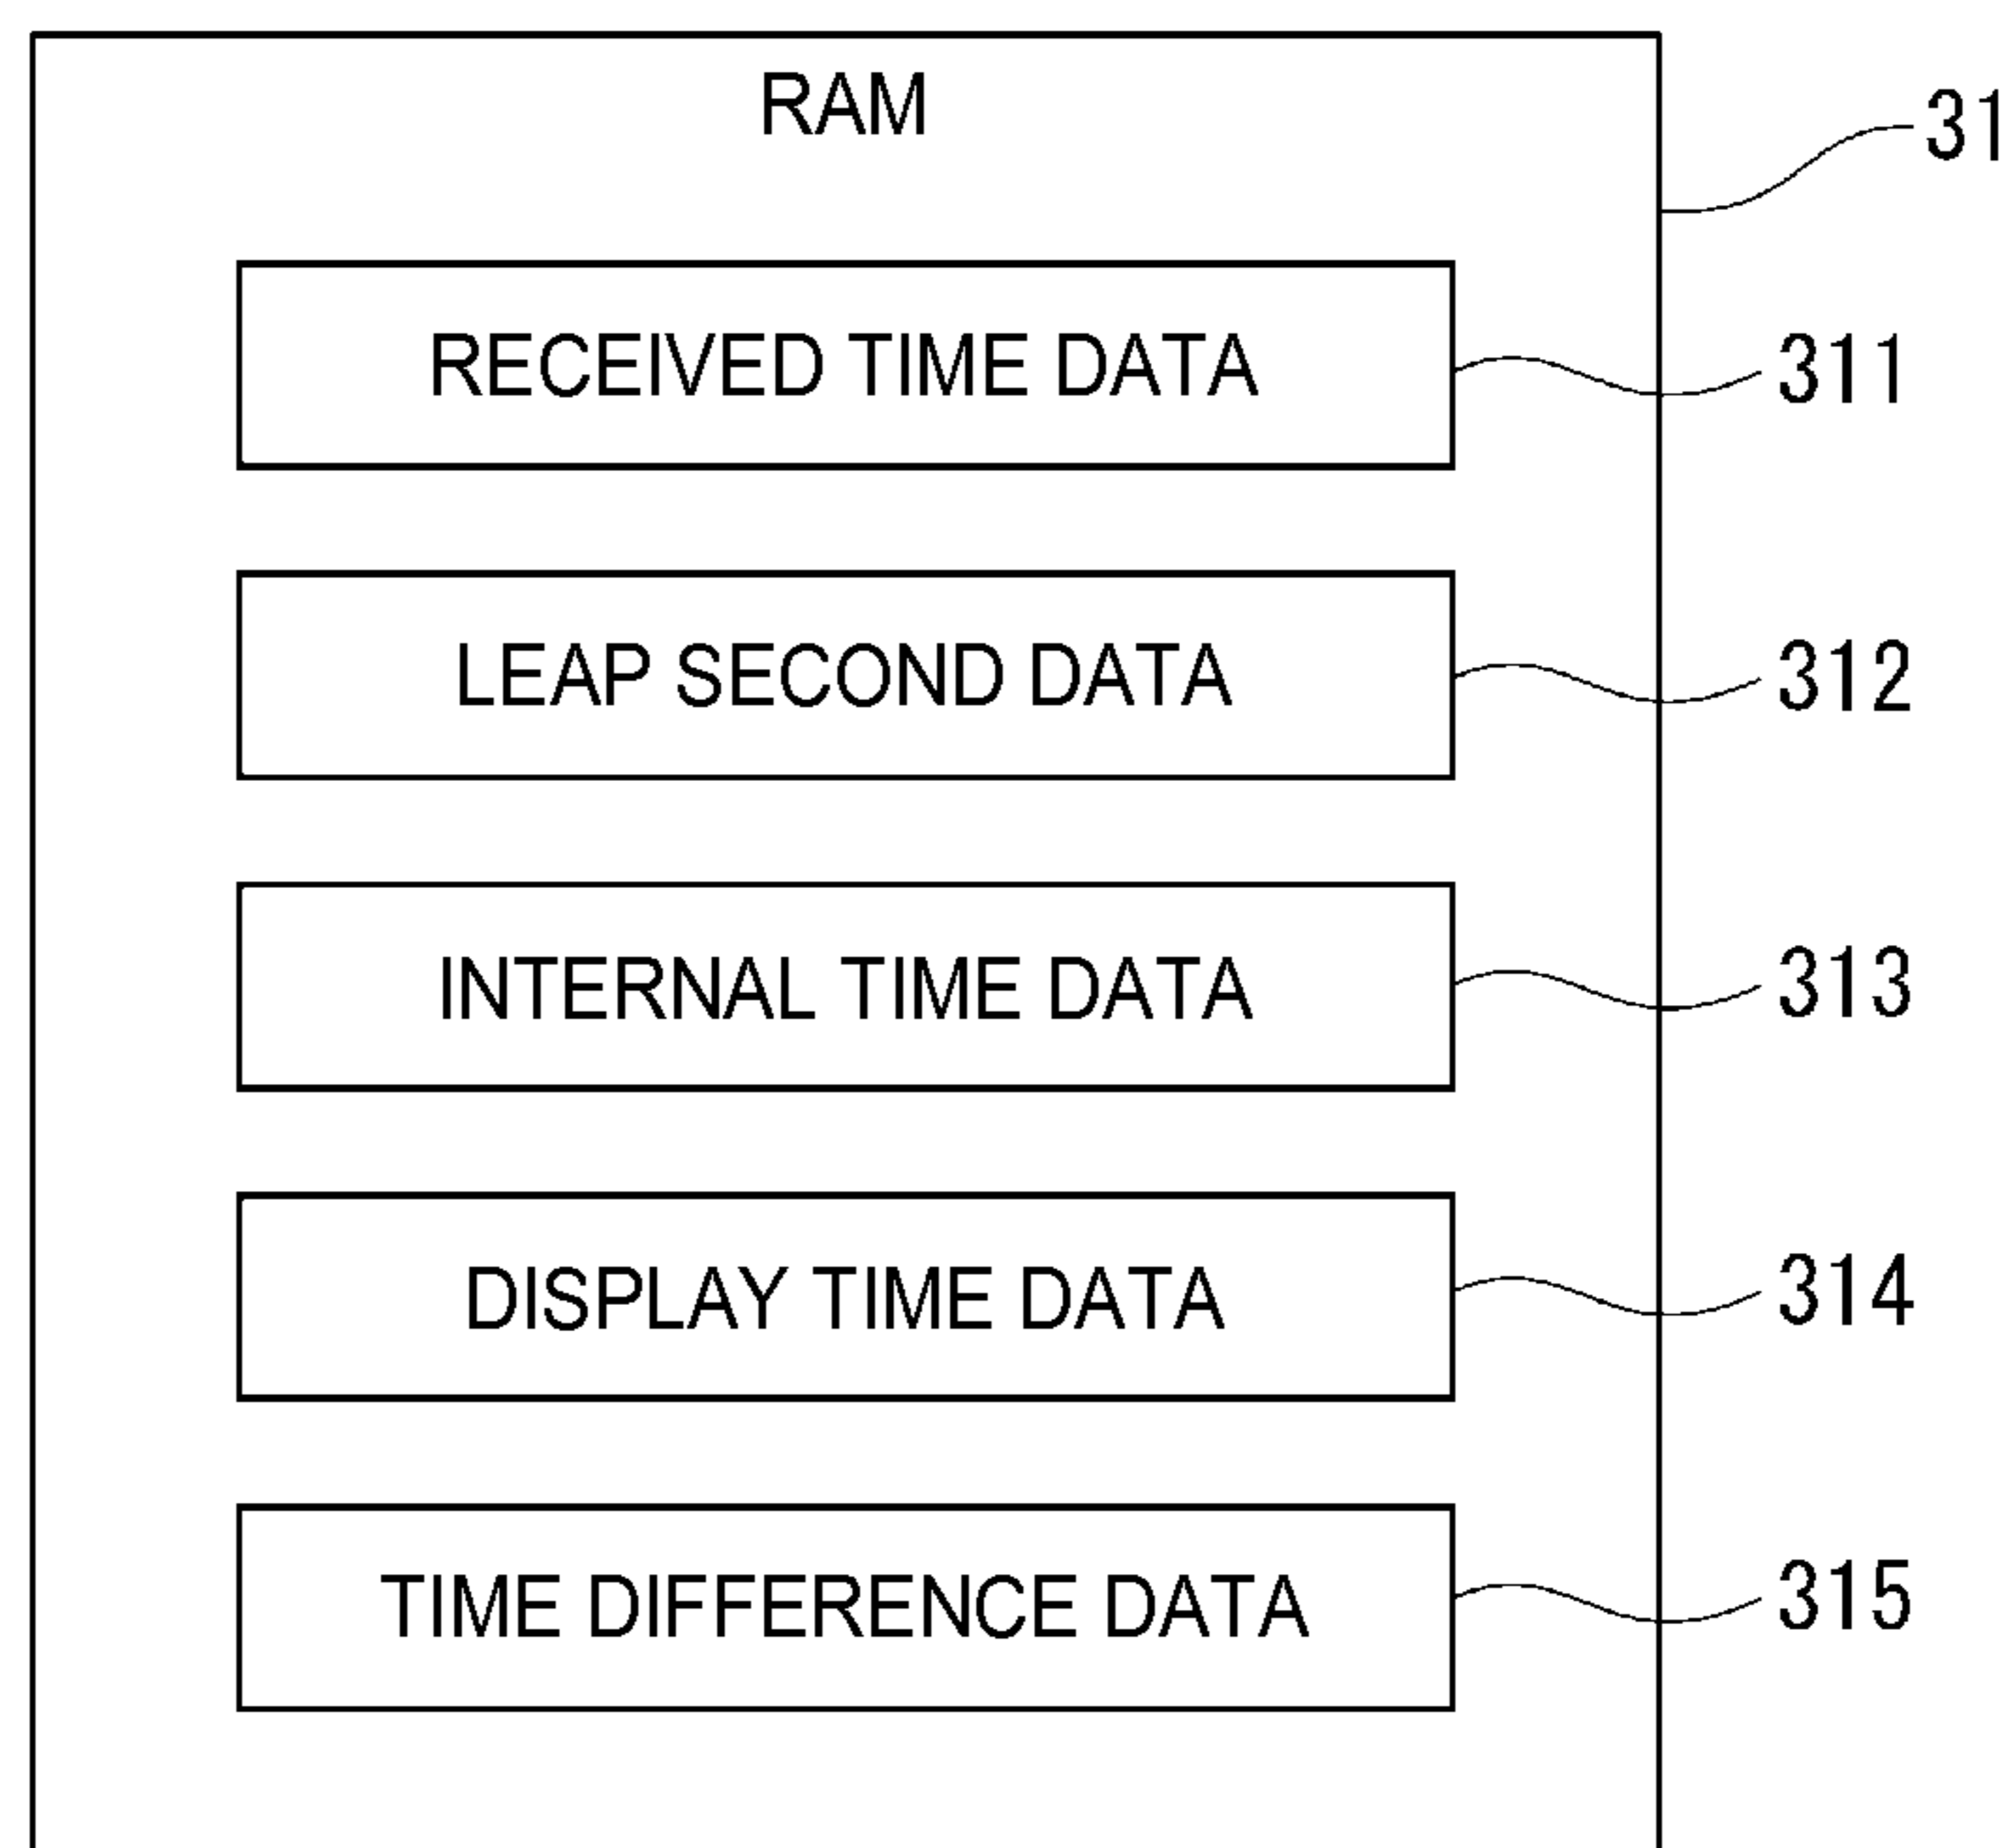 RAM
31
RECEIVED TIME DATA 311
LEAP SECOND DATA 312
INTERNAL TIME DATA 313
DISPLAY TIME DATA 314
TIME DIFFERENCE DATA 315